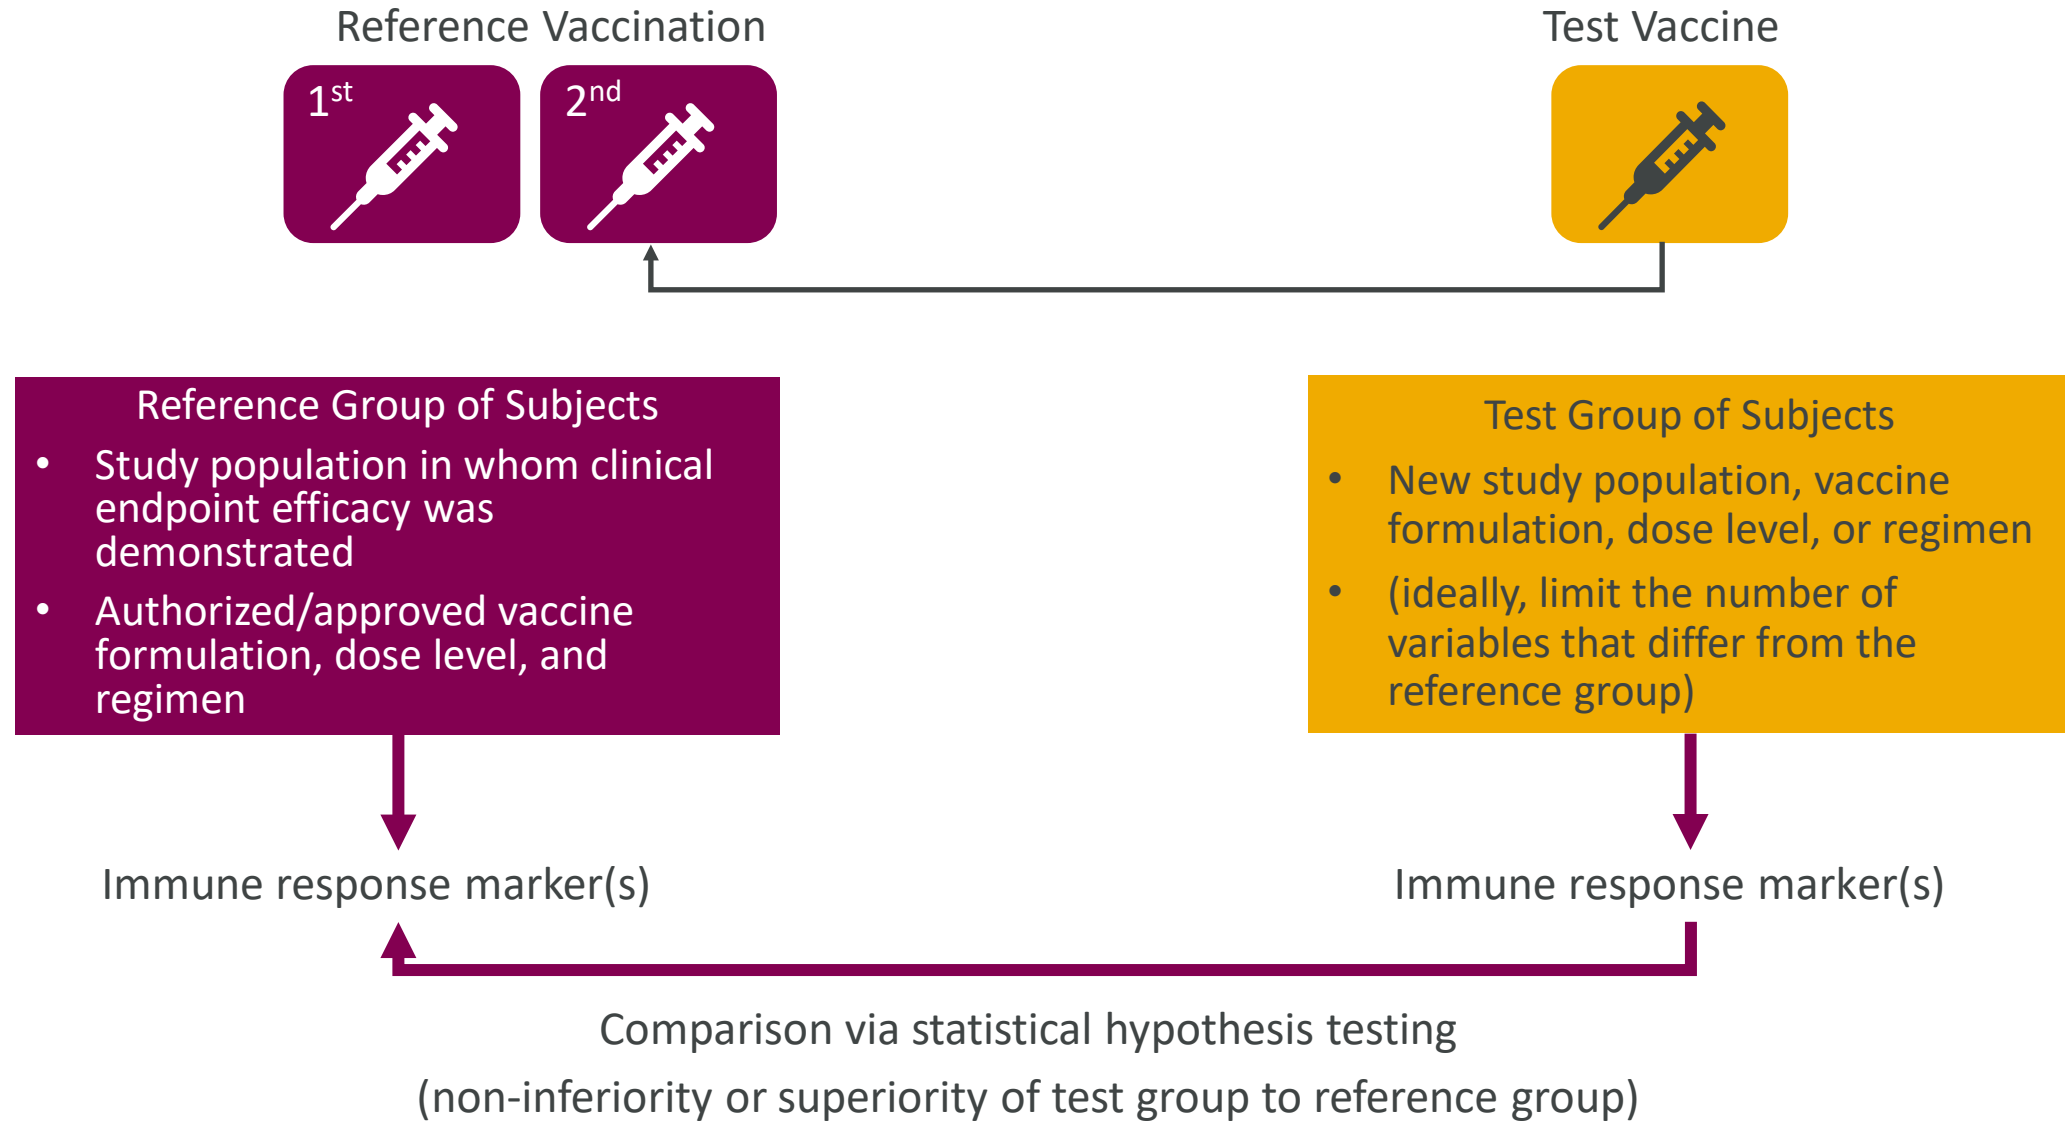 Reference Vaccination
Test Vaccine
1st
2nd
Reference Group of Subjects
• Study population in whom clinical
endpoint efficacy was
demonstrated
• Authorized/approved vaccine
formulation, dose level, and
regimen
Test Group of Subjects
• New study population, vaccine
formulation, dose level, or regimen
• (ideally, limit the number of
variables that differ from the
reference group)
Immune response marker(s)
Immune response marker(s)
Comparison via statistical hypothesis testing
(non-inferiority or superiority of test group to reference group)